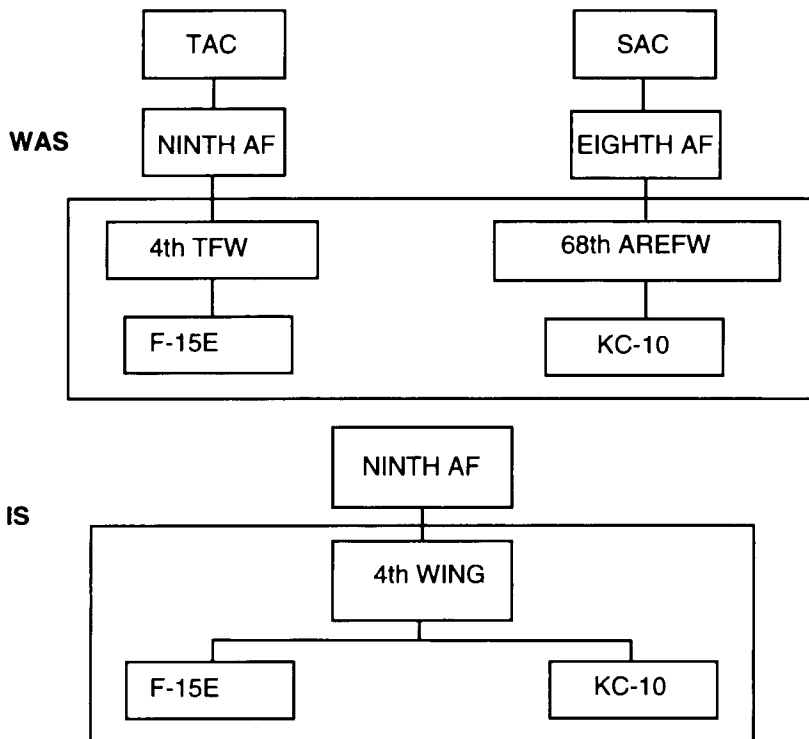 TAC
SAC
WAS
NINTH AF
EIGHTH AF
4th TFW
68th AREFW
F-15E
KC-10
NINTH AF
IS
4th WING
F-15E
KC-10